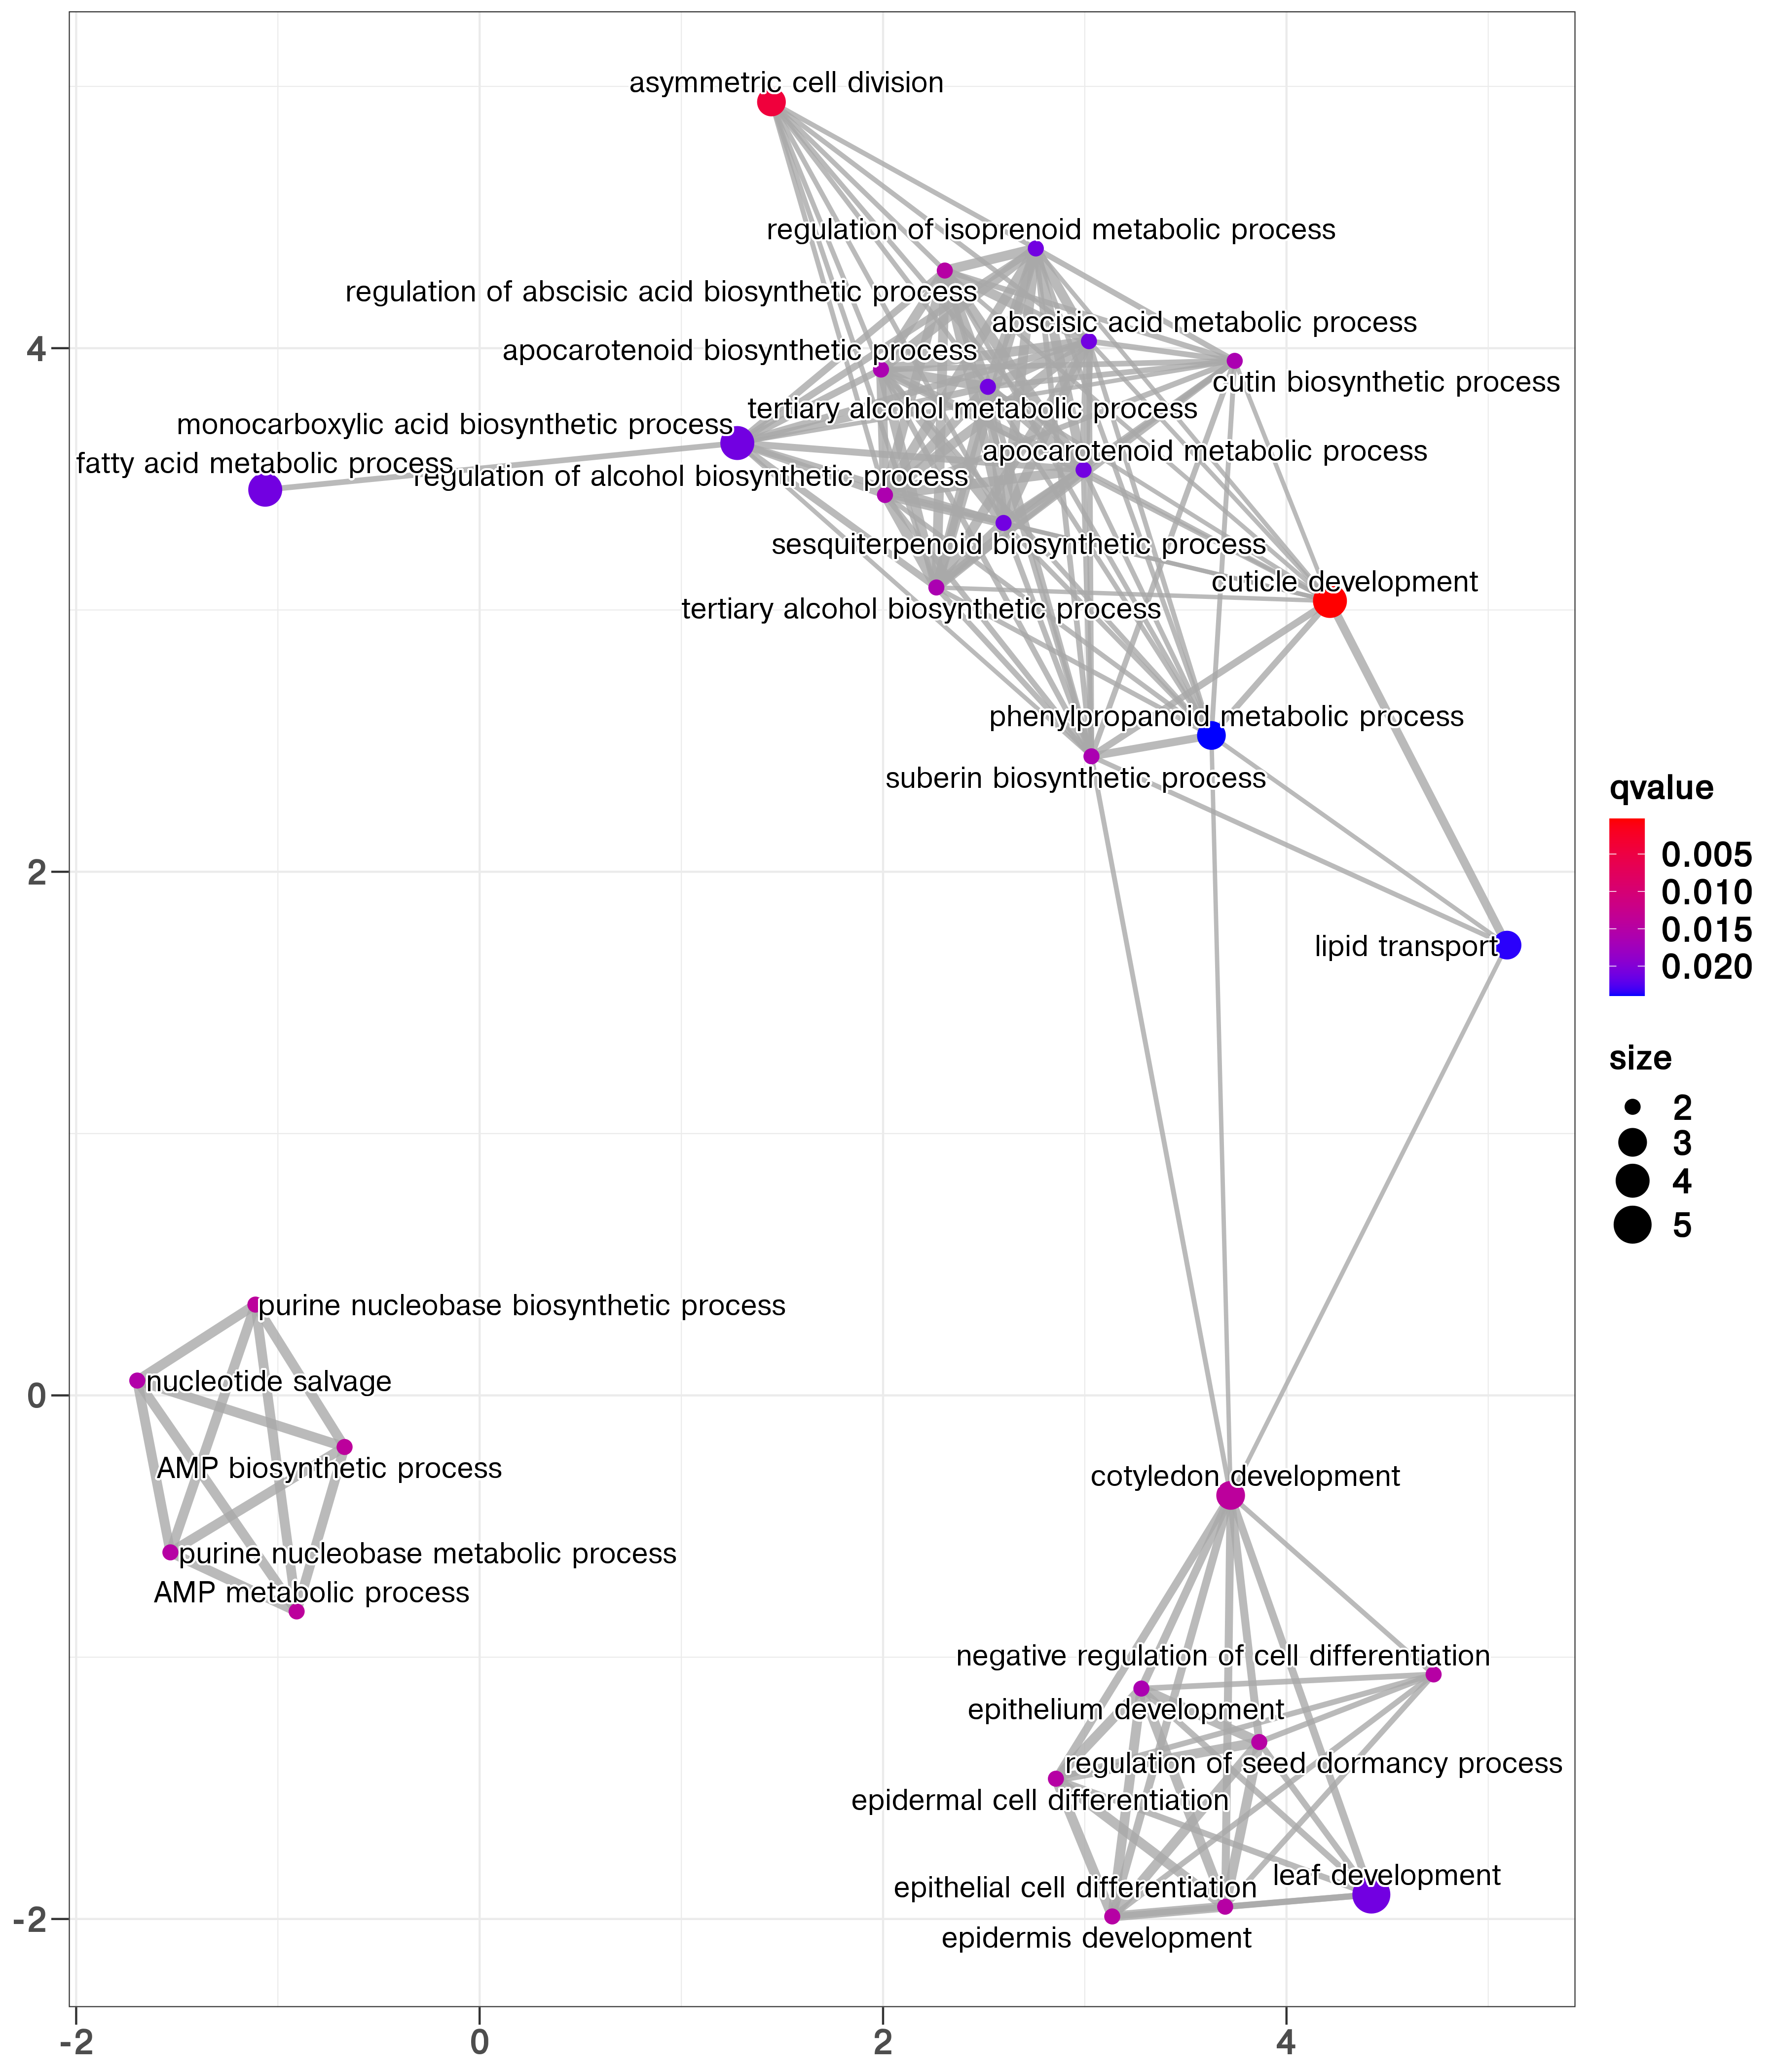 asymmetric cell division
regulation of isoprenoid metabolic process
regulation of abscisic acid biosynthetic process
abscisic acid metabolic process
apocarotenoid biosynthetic process
cutin biosynthetic process
tertiary alcohol metabolic process
monocarboxylic acid biosynthetic process
apocarotenoid metabolic process
fatty acid metabolic process
regulation of alcohol biosynthetic process
sesquiterpenoid biosynthetic process
cuticle development
tertiary alcohol biosynthetic process
phenylpropanoid metabolic process
suberin biosynthetic process
lipid transport
purine nucleobase biosynthetic process
nucleotide salvage
AMP biosynthetic process
cotyledon development
purine nucleobase metabolic process
AMP metabolic process
negative regulation of cell differentiation
epithelium development
regulation of seed dormancy process
epidermal cell differentiation
leaf development
epithelial cell differentiation
epidermis development
4
2
0
-2
-2
0
2
4
qvalue
0.005
0.010
0.015
0.020
size
2
3
4
5